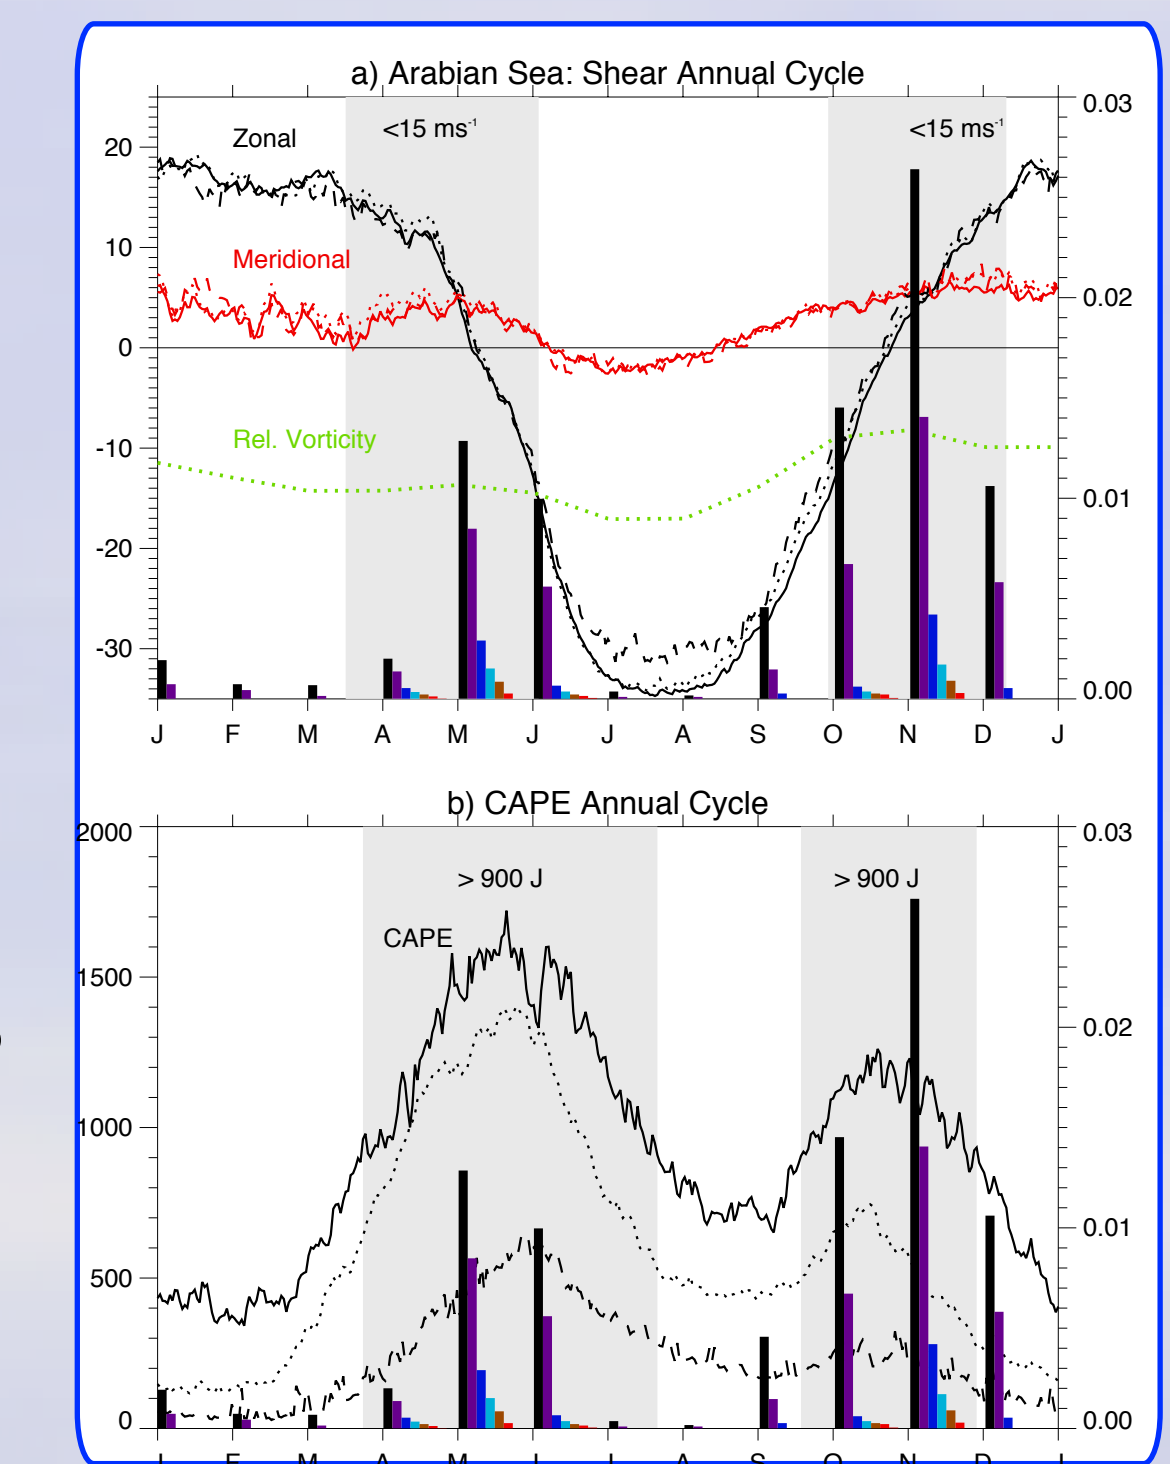 a) Arabian Sea: Shear Annual Cycle
<15 ms-1 <15 ms-1
Zonal
Meridional
Rel. Vorticity
20
10
0
-10
-20
-30
0.03
0.02
0.01
0.00
J F M A M J J A S O N D J
b) CAPE Annual Cycle
> 900 J > 900 J
CAPE
2000
1500
1000
500
0
0.03
0.02
0.01
0.00